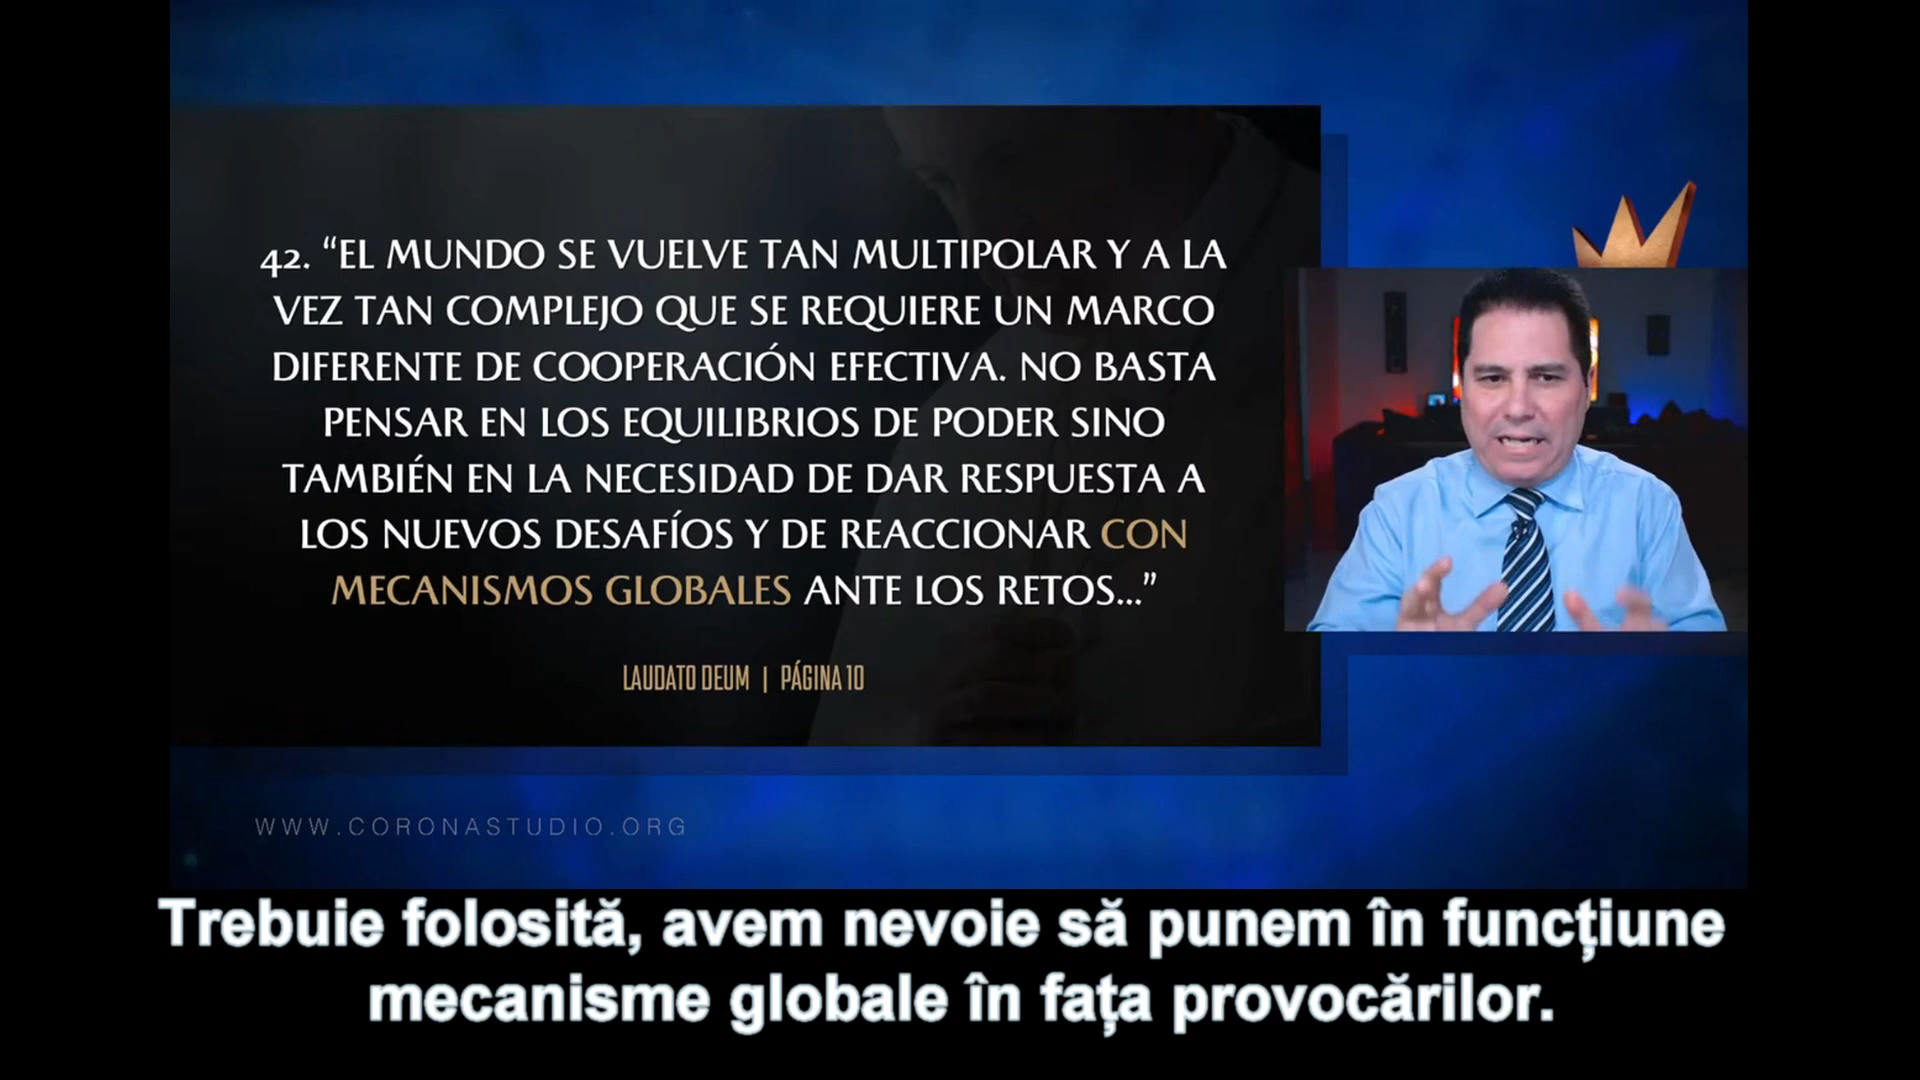 42. “EL MUNDO SE VUELVE TAN MULTIPOLAR Y A LA
VEZ TAN COMPLEJO QUE SE REQUIERE UN MARCO
DIFERENTE DE COOPERACIÓN EFECTIVA. NO BASTA
PENSAR EN LOS EQUILIBRIOS DE PODER SINO
TAMBIÉN EN LA NECESIDAD DE DAR RESPUESTA A
LOS NUEVOS DESAFÍOS Y DE REACCIONAR CON
MECANISMOS GLOBALES ANTE LOS RETOS...”
LAUDATO DEUM | PÁGINA 10
WWW.CORONASTUDIO.ORG
Trebuie folosită, avem nevoie să punem în funcțiune
mecanisme globale în fața provocărilor.